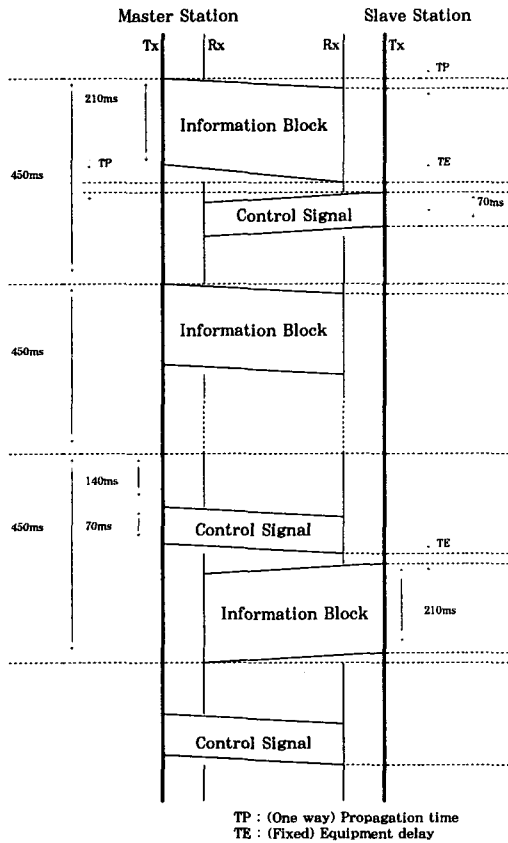 Master Station Slave Station
Tx Rx Rx Tx
TP
210ms
Information Block
450ms
TP
TE
70ms
Control Signal
Information Block
450ms
140ms
450ms
70ms
Control Signal
TE
Information Block
210ms
Control Signal
TP : (One way) Propagation time
TE : (Fixed) Equipment delay